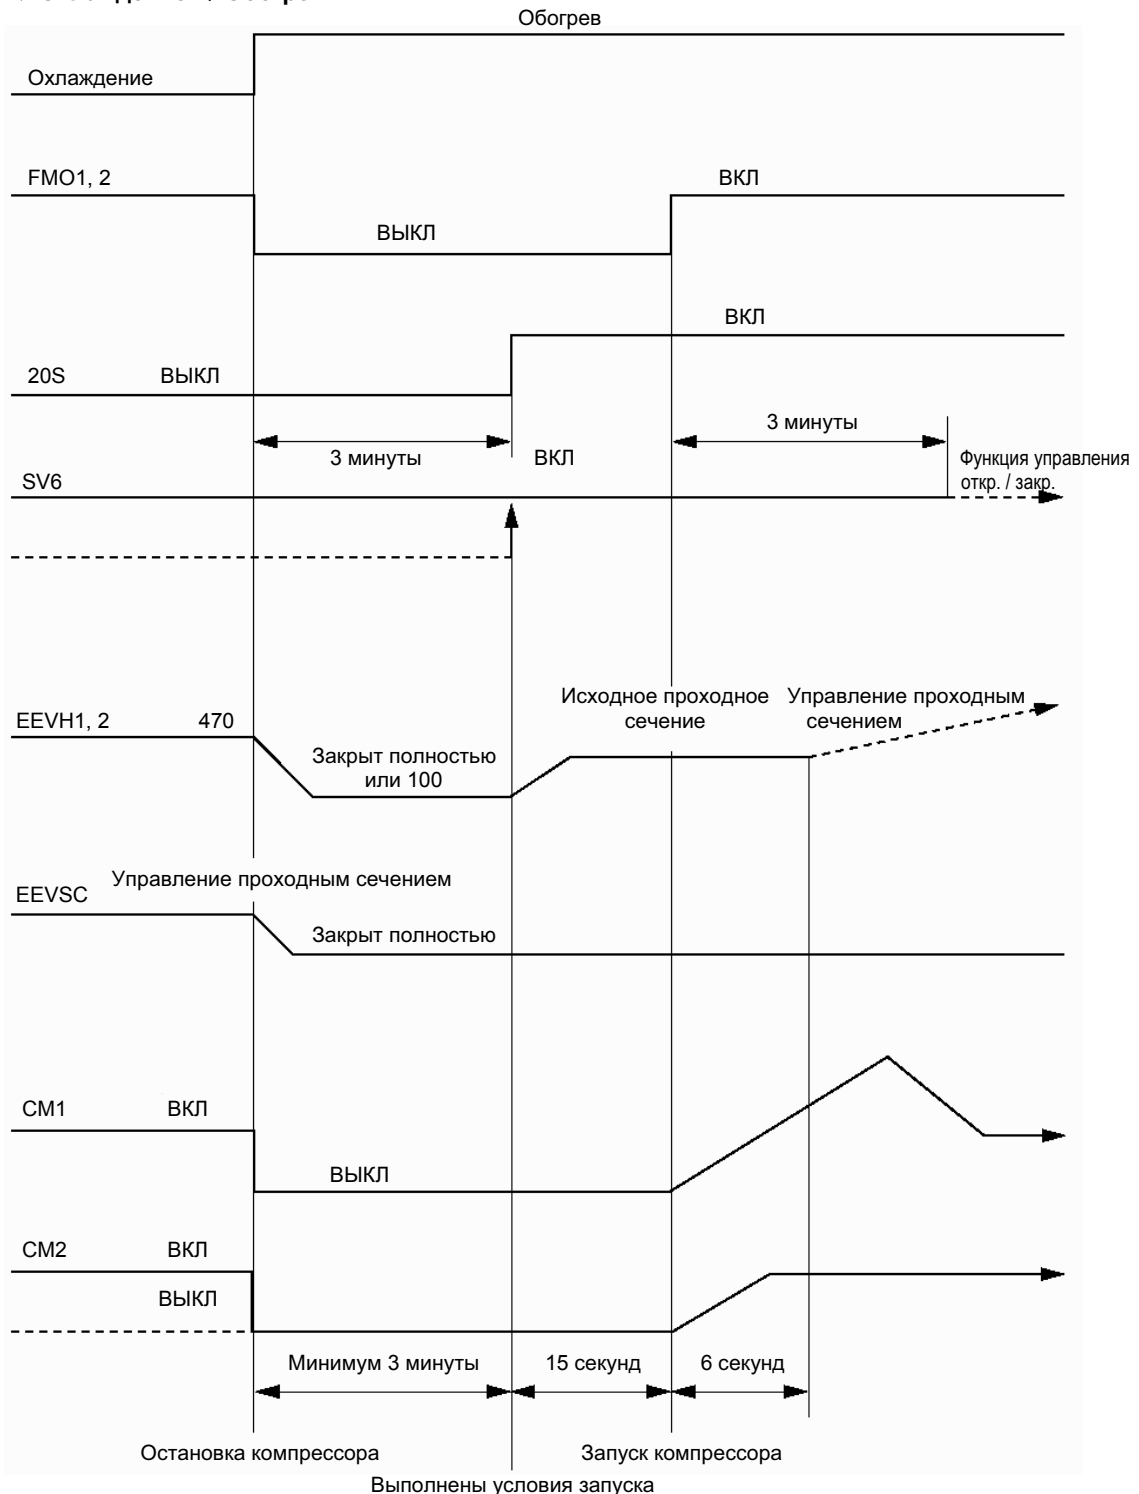 Обогрев
Охлаждение
FMO1, 2
ВКЛ
ВЫКЛ
ВКЛ
20S ВЫКЛ
3 минуты
3 минуты
ВКЛ
Функция управления
откр. / закр.
SV6
Исходное проходное
сечение
Управление проходным
сечением
EEVH1, 2 470
Закрыт полностью
или 100
Управление проходным сечением
EEVSC
Закрыт полностью
CM1 ВКЛ
ВЫКЛ
CM2 ВКЛ
ВЫКЛ
Минимум 3 минуты
15 секунд
6 секунд
Остановка компрессора
Запуск компрессора
Выполнены условия запуска